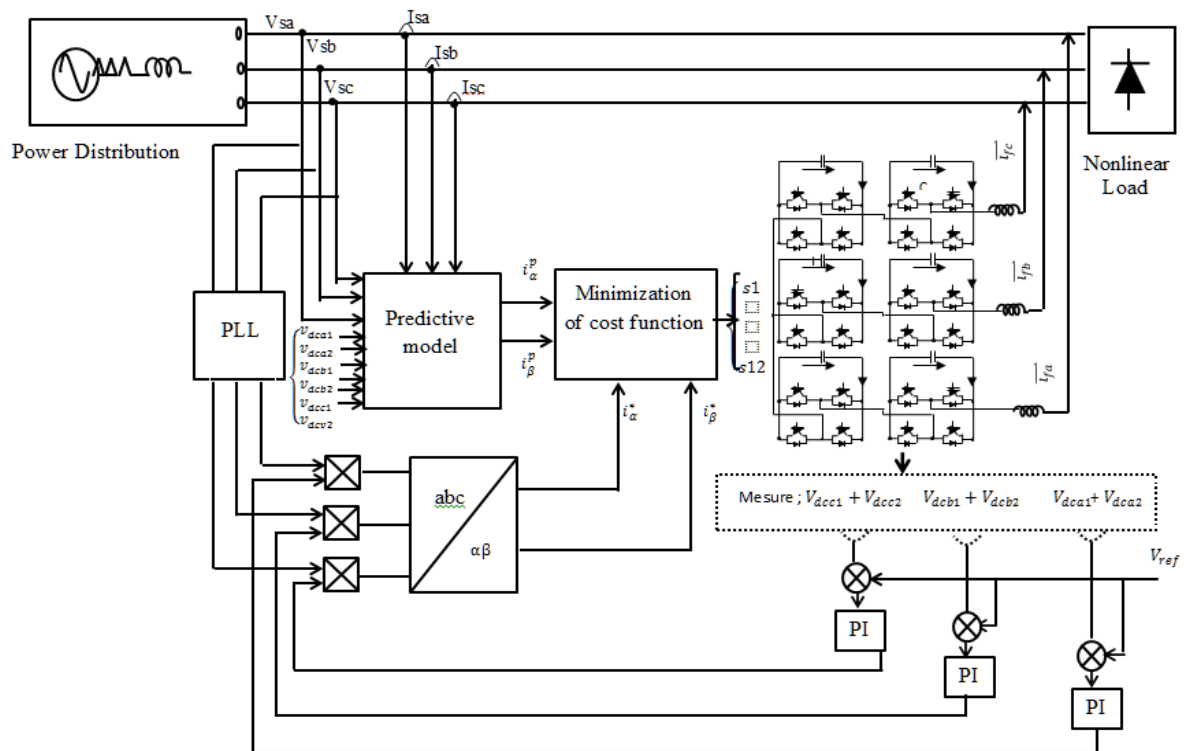 Vsa
Isa
Vsb
Isb
Vsc
Isc
Power Distribution
Nonlinear
Load
i_fc
i_fb
i_fa
PLL
v_dca1
v_dca2
v_dcb1
v_dcb2
v_dcc1
v_dcv2
Predictive
model
i_α^p
i_β^p
Minimization
of cost function
s1
s12
i_α^*
i_β^*
abc
αβ
Mesure ; V_dcc1 + V_dcc2 V_dcb1 + V_dcb2 V_dca1 + V_dca2
V_ref
PI
PI
PI